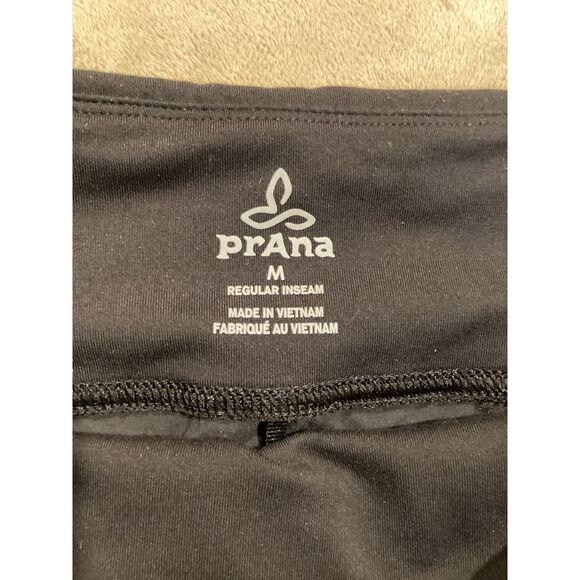 prAna
M
REGULAR INSEAM
MADE IN VIETNAM
FABRIQUÉ AU VIETNAM